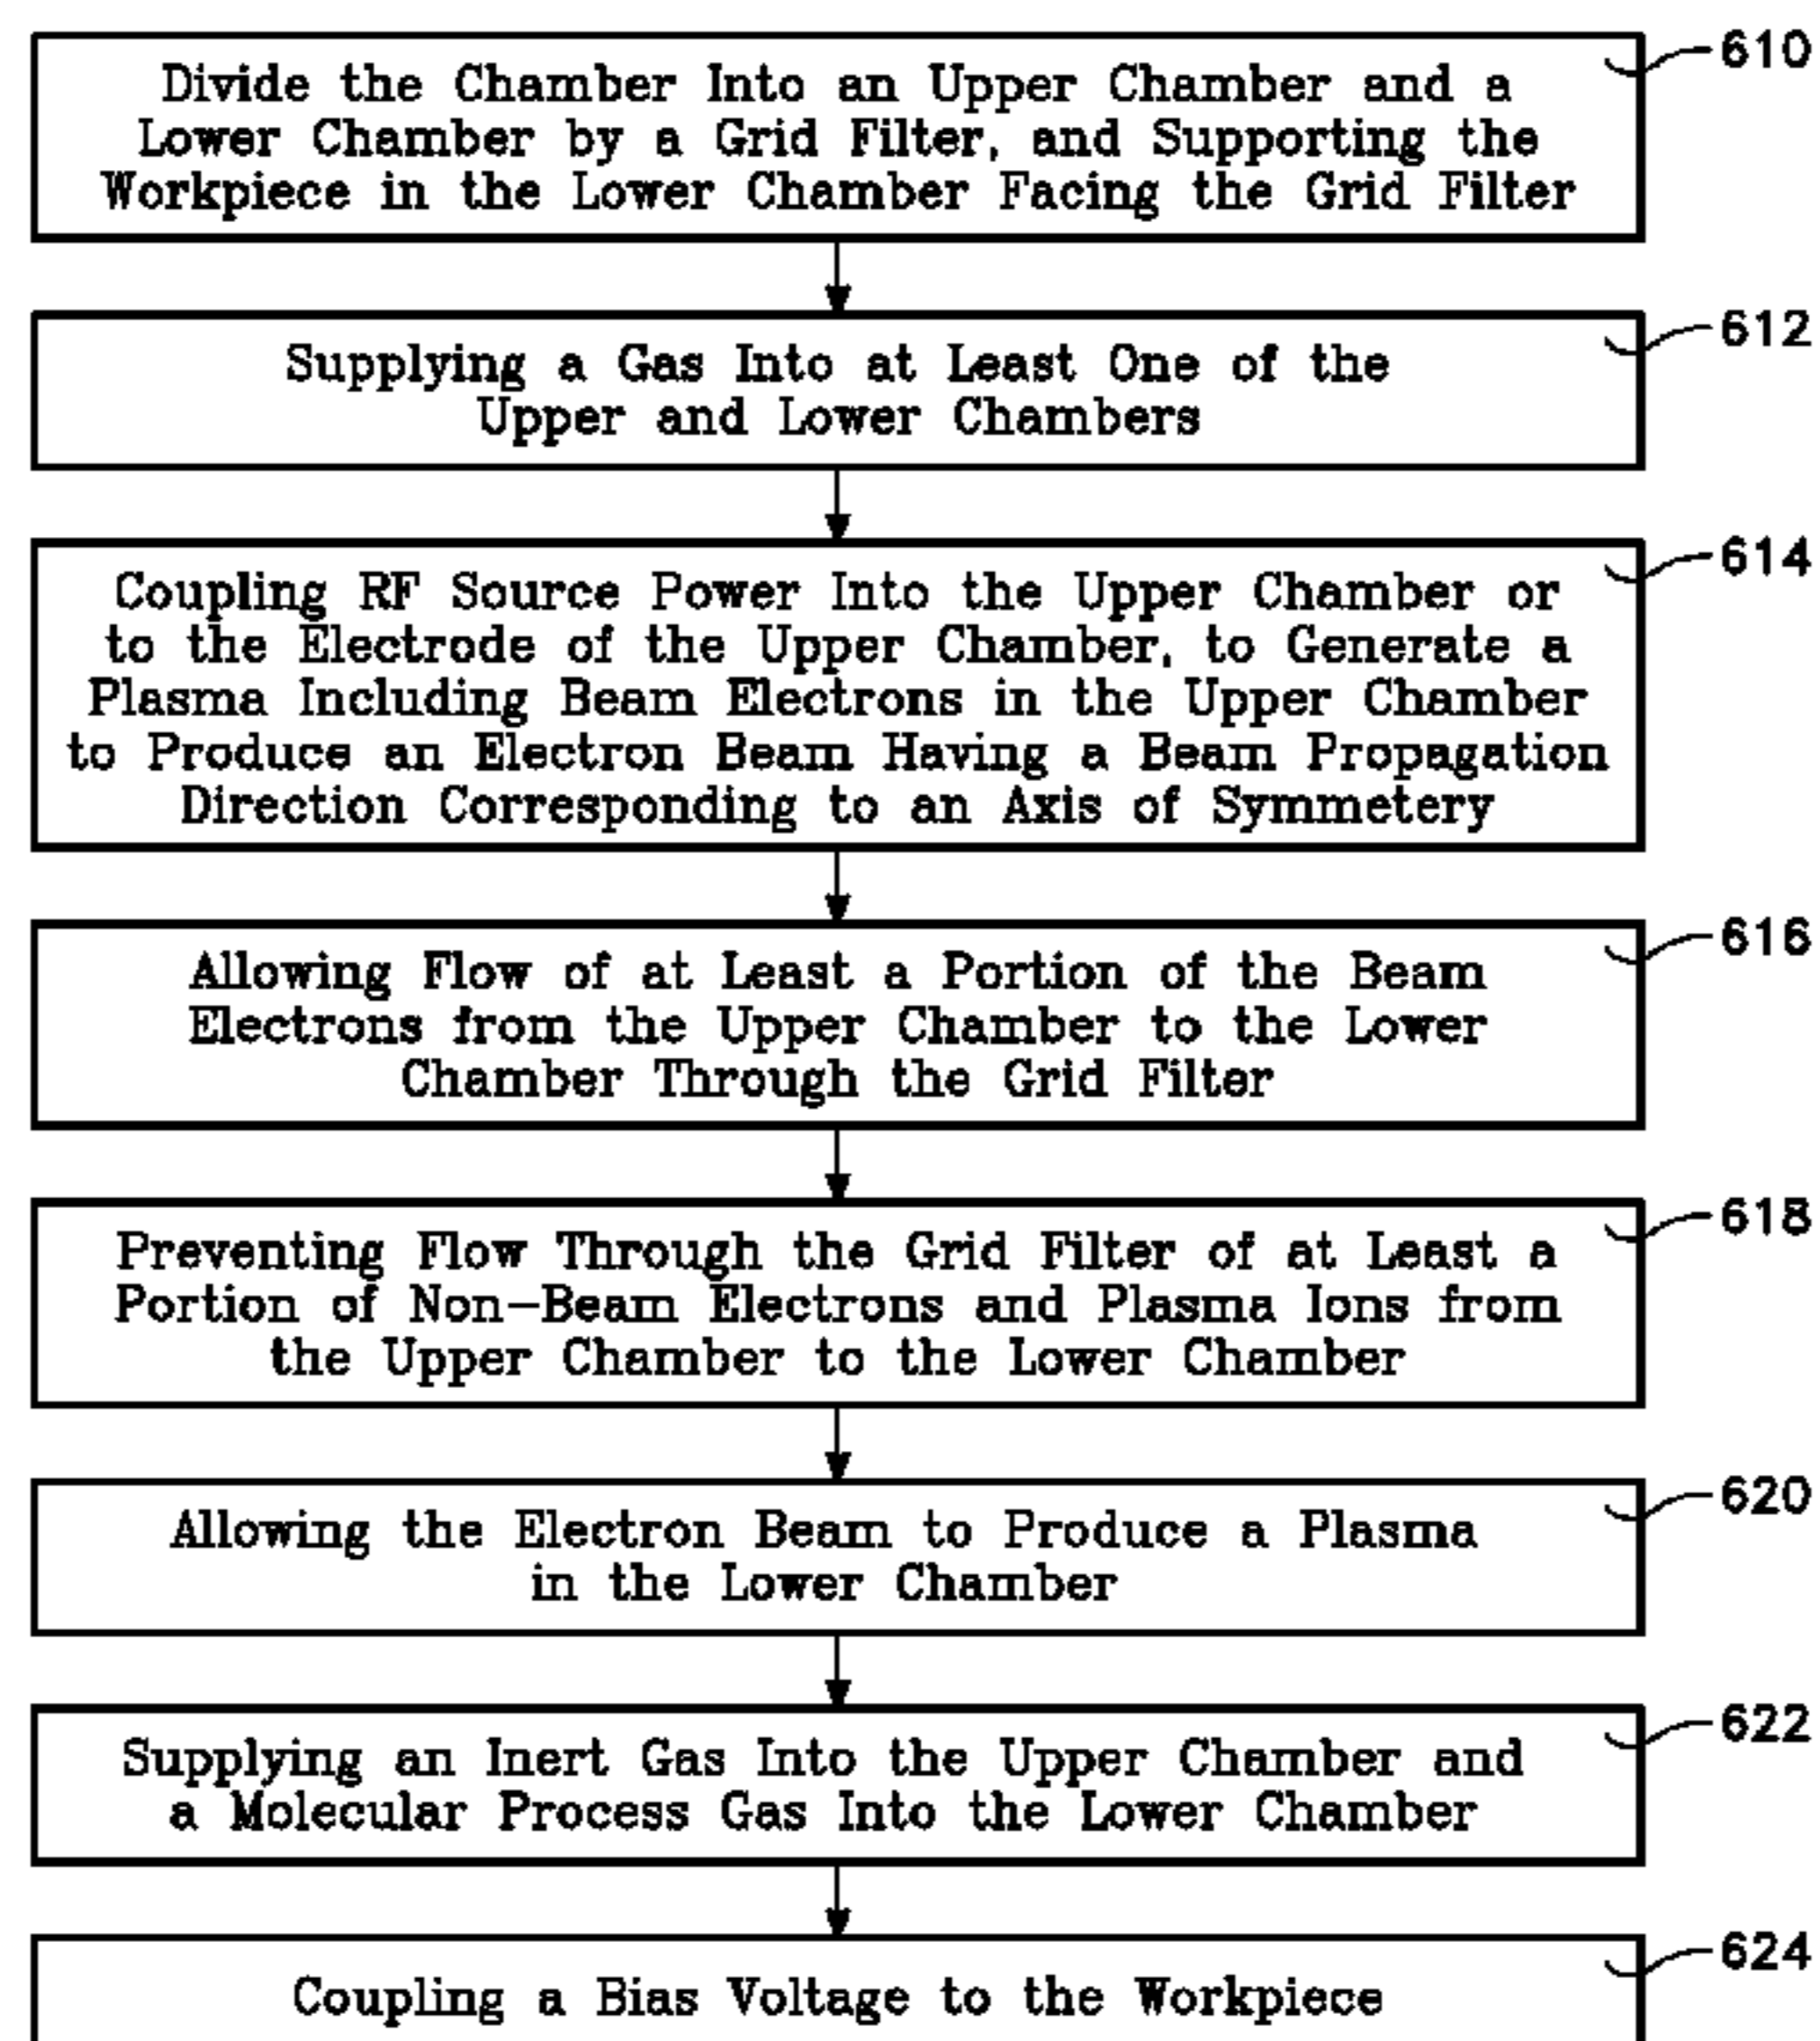 610
Divide the Chamber Into an Upper Chamber and a
Lower Chamber by a Grid Filter, and Supporting the
Workpiece in the Lower Chamber Facing the Grid Filter
612
Supplying a Gas Into at Least One of the
Upper and Lower Chambers
614
Coupling RF Source Power Into the Upper Chamber or
to the Electrode of the Upper Chamber, to Generate a
Plasma Including Beam Electrons in the Upper Chamber
to Produce an Electron Beam Having a Beam Propagation
Direction Corresponding to an Axis of Symmetery
616
Allowing Flow of at Least a Portion of the Beam
Electrons from the Upper Chamber to the Lower
Chamber Through the Grid Filter
618
Preventing Flow Through the Grid Filter of at Least a
Portion of Non-Beam Electrons and Plasma Ions from
the Upper Chamber to the Lower Chamber
620
Allowing the Electron Beam to Produce a Plasma
in the Lower Chamber
622
Supplying an Inert Gas Into the Upper Chamber and
a Molecular Process Gas Into the Lower Chamber
624
Coupling a Bias Voltage to the Workpiece